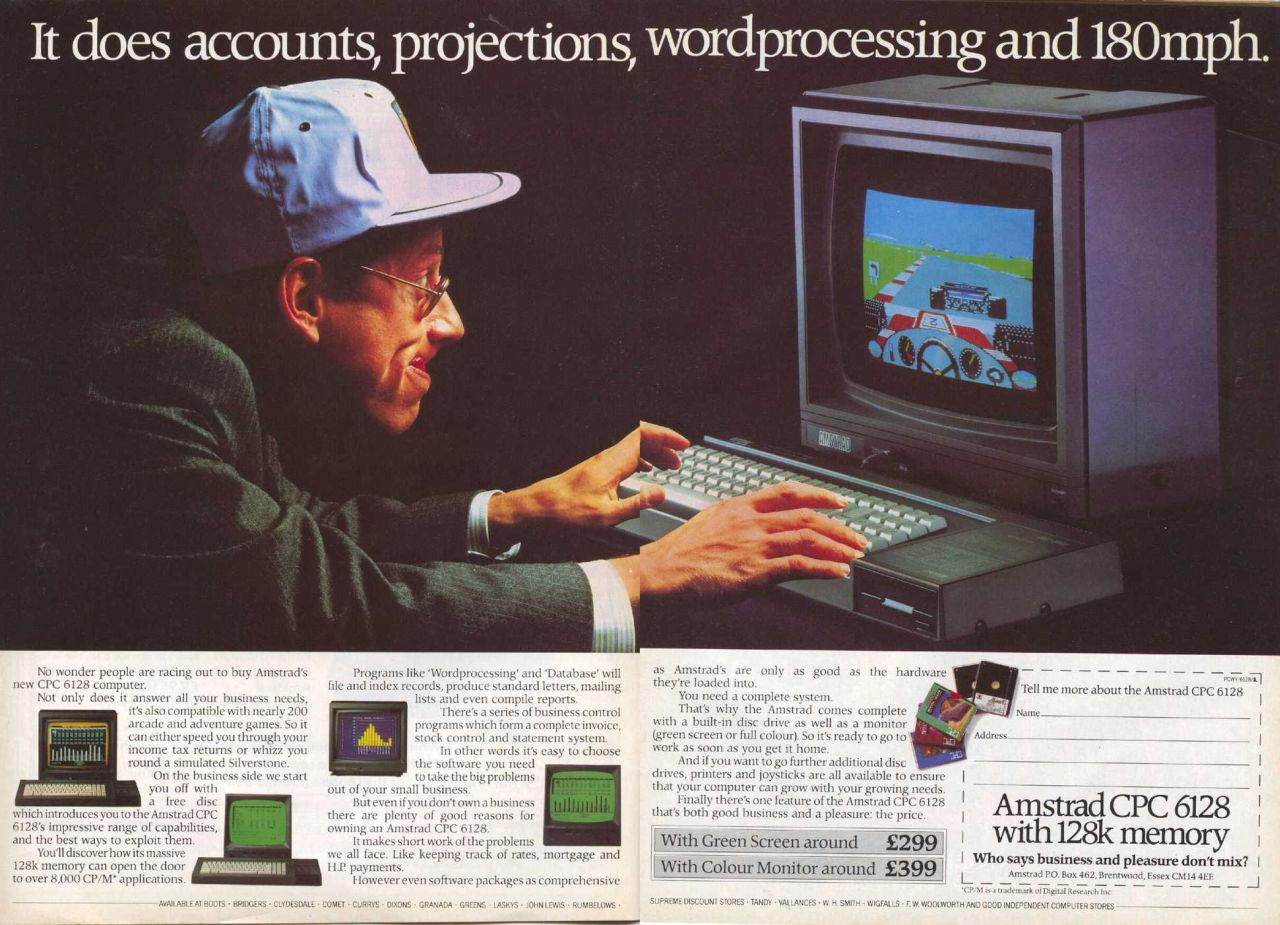 It does accounts, projections, wordprocessing and 180mph.
AMSTRAD
2
No wonder people are racing out to buy Amstrad's
new CPC 6128 computer.
Not only does it answer all your business needs,
it's also compatible with nearly 200
arcade and adventure games. So it
can either speed you through your
income tax returns or whizz you
round a simulated Silverstone.
On the business side we start
you off with
a free disc
which introduces you to the Amstrad CPC
6128's impressive range of capabilities,
and the best ways to exploit them.
You'll discover how its massive
128k memory can open the door
to over 8,000 CP/M* applications.
Programs like 'Wordprocessing' and 'Database' will
file and index records, produce standard letters, mailing
lists and even compile reports.
There's a series of business control
programs which form a complete invoice,
stock control and statement system.
In other words it's easy to choose
the software you need
to take the big problems
out of your small business.
But even if you don't own a business
there are plenty of good reasons for
owning an Amstrad CPC 6128.
It makes short work of the problems
we all face. Like keeping track of rates, mortgage and
H.P. payments.
However even software packages as comprehensive
as Amstrad's are only as good as the hardware
they're loaded into.
You need a complete system.
That's why the Amstrad comes complete
with a built-in disc drive as well as a monitor
(green screen or full colour). So it's ready to go to
work as soon as you get it home.
And if you want to go further additional disc
drives, printers and joysticks are all available to ensure
that your computer can grow with your growing needs.
Finally there's one feature of the Amstrad CPC 6128
that's both good business and a pleasure: the price.
With Green Screen around £299
With Colour Monitor around £399
Tell me more about the Amstrad CPC 6128
Name
Address
Amstrad CPC 6128
with 128k memory
Who says business and pleasure don't mix?
Amstrad P.O. Box 462, Brentwood, Essex CM14 4EF.
*CP/M is a trademark of Digital Research Inc
AVAILABLE AT BOOTS · BRIDGERS · CLYDESDALE · COMET · CURRYS · DIXONS · GRANADA · GREENS · LASKYS · JOHN LEWIS · RUMBELOWS ·
SUPREME DISCOUNT STORES · TANDY · VALLANCES · W. H. SMITH · WIGFALLS · F. W. WOOLWORTH AND GOOD INDEPENDENT COMPUTER STORES